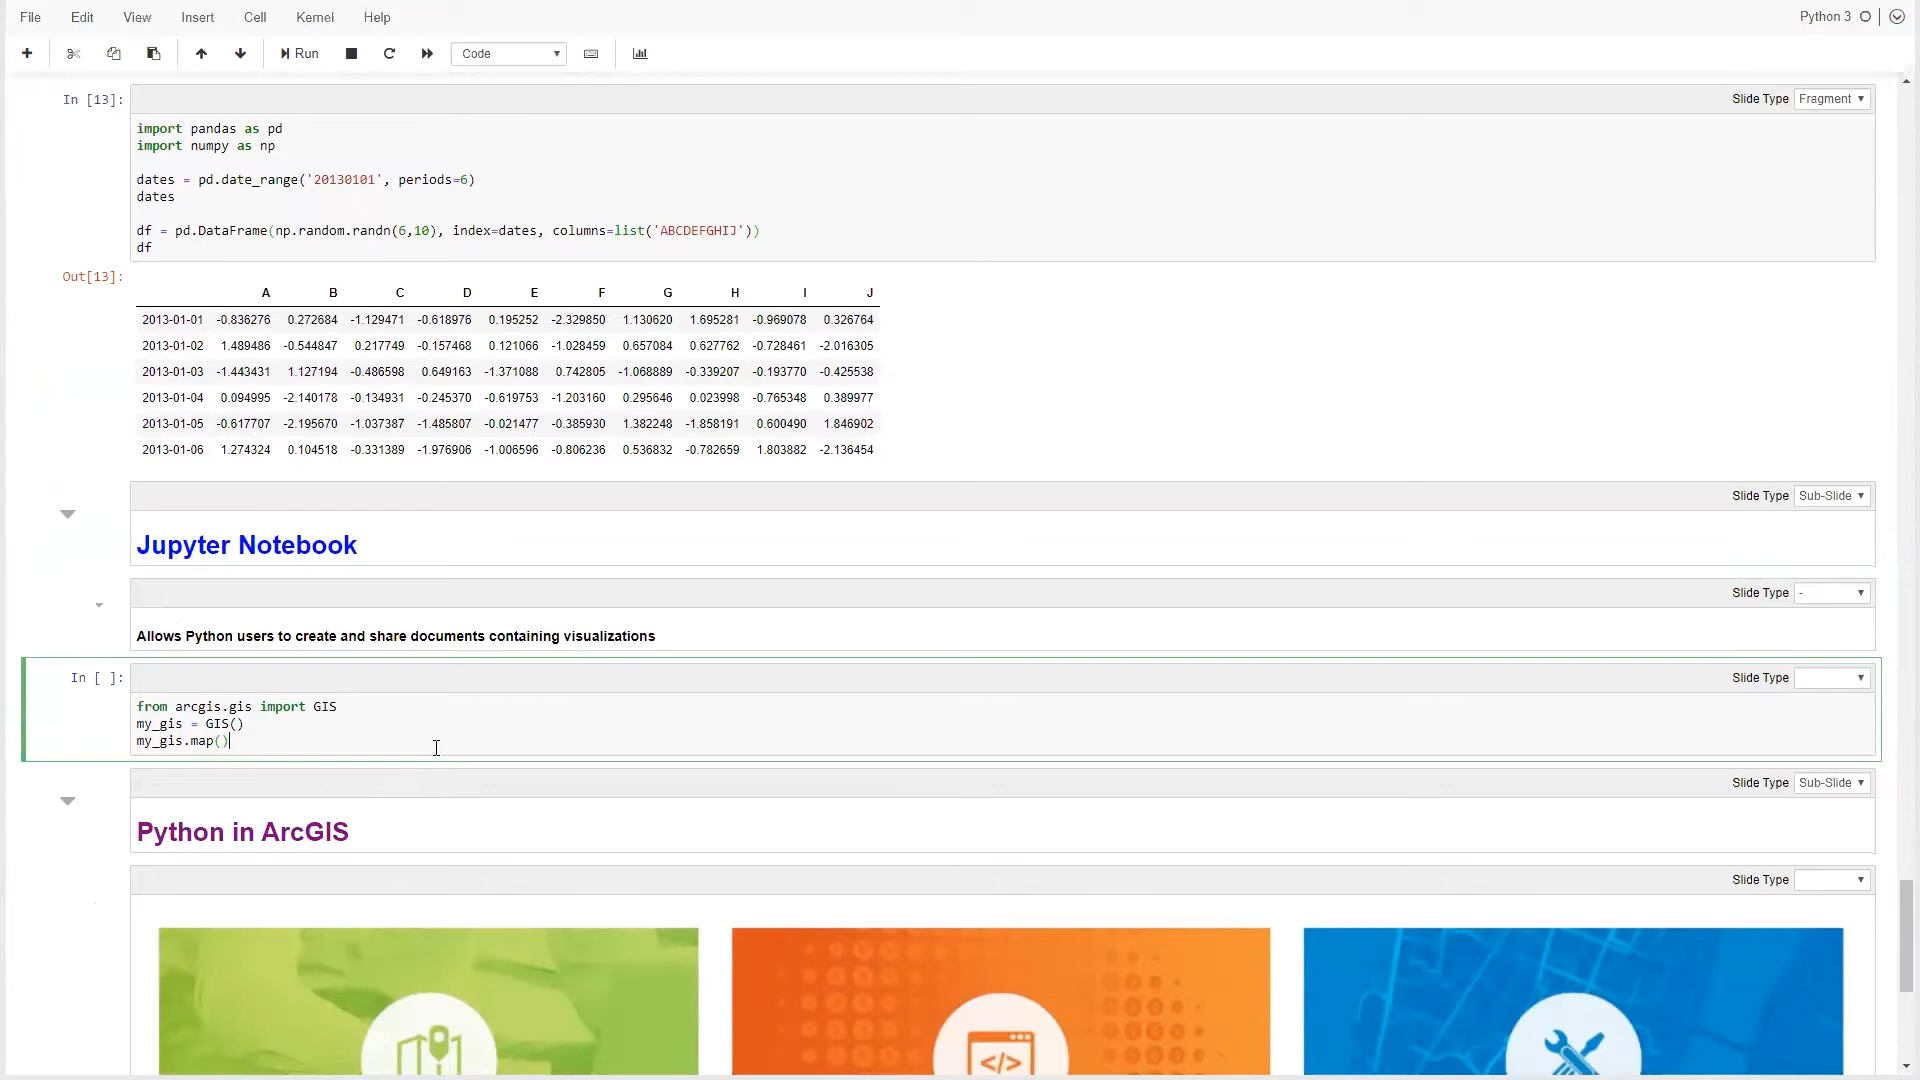 File Edit View Insert Cell Kernel Help Python 3
Run Code
In [13]: Slide Type Fragment
import pandas as pd
import numpy as np
dates = pd.date_range('20130101', periods=6)
dates
df = pd.DataFrame(np.random.randn(6,10), index=dates, columns=list('ABCDEFGHIJ'))
df
Out[13]:
A B C D E F G H I J
2013-01-01 -0.836276 0.272684 -1.129471 -0.618976 0.195252 -2.329850 1.130620 1.695281 -0.969078 0.326764
2013-01-02 1.489486 -0.544847 0.217749 -0.157468 0.121066 -1.028459 0.657084 0.627762 -0.728461 -2.016305
2013-01-03 -1.443431 1.127194 -0.486598 0.649163 -1.371088 0.742805 -1.068889 -0.339207 -0.193770 -0.425538
2013-01-04 0.094995 -2.140178 -0.134931 -0.245370 -0.619753 -1.203160 0.295646 0.023998 -0.765348 0.389977
2013-01-05 -0.617707 -2.195670 -1.037387 -1.485807 -0.021477 -0.385930 1.382248 -1.858191 0.600490 1.846902
2013-01-06 1.274324 0.104518 -0.331389 -1.976906 -1.006596 -0.806236 0.536832 -0.782659 1.803882 -2.136454
Slide Type Sub-Slide
Jupyter Notebook
Slide Type -
Allows Python users to create and share documents containing visualizations
In [ ]: Slide Type
from arcgis.gis import GIS
my_gis = GIS()
my_gis.map()
Slide Type Sub-Slide
Python in ArcGIS
Slide Type
</>